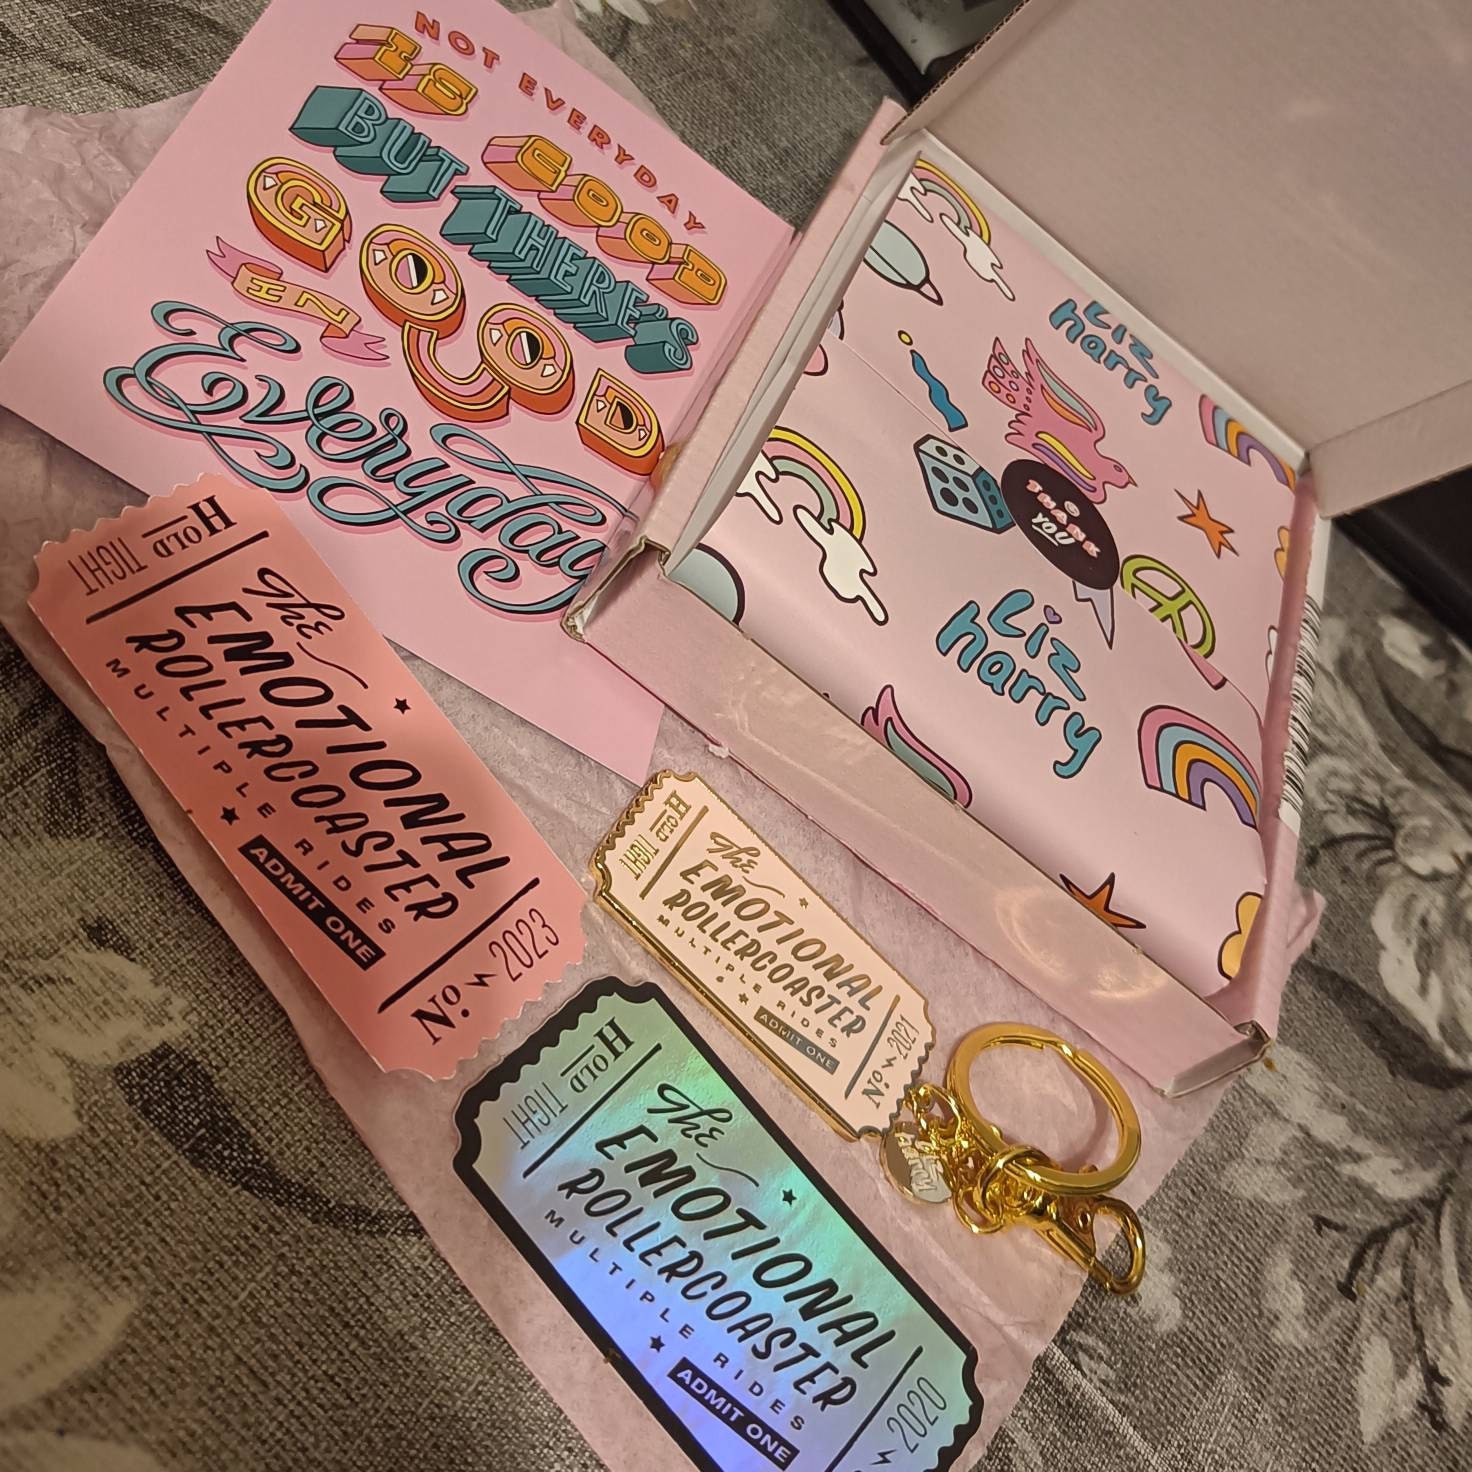 NOT EVERYDAY
IS GOOD
BUT THERE'S
GOOD
IN
Everyday
Liz
harry
THANK
YOU
Liz
harry
HOLD
TIGHT
The
EMOTIONAL
ROLLERCOASTER
MULTIPLE RIDES
ADMIT ONE
No. 2023
HOLD
TIGHT
The
EMOTIONAL
ROLLERCOASTER
MULTIPLE RIDES
ADMIT ONE
No. 2021
HOLD
TIGHT
The
EMOTIONAL
ROLLERCOASTER
MULTIPLE RIDES
ADMIT ONE
2020